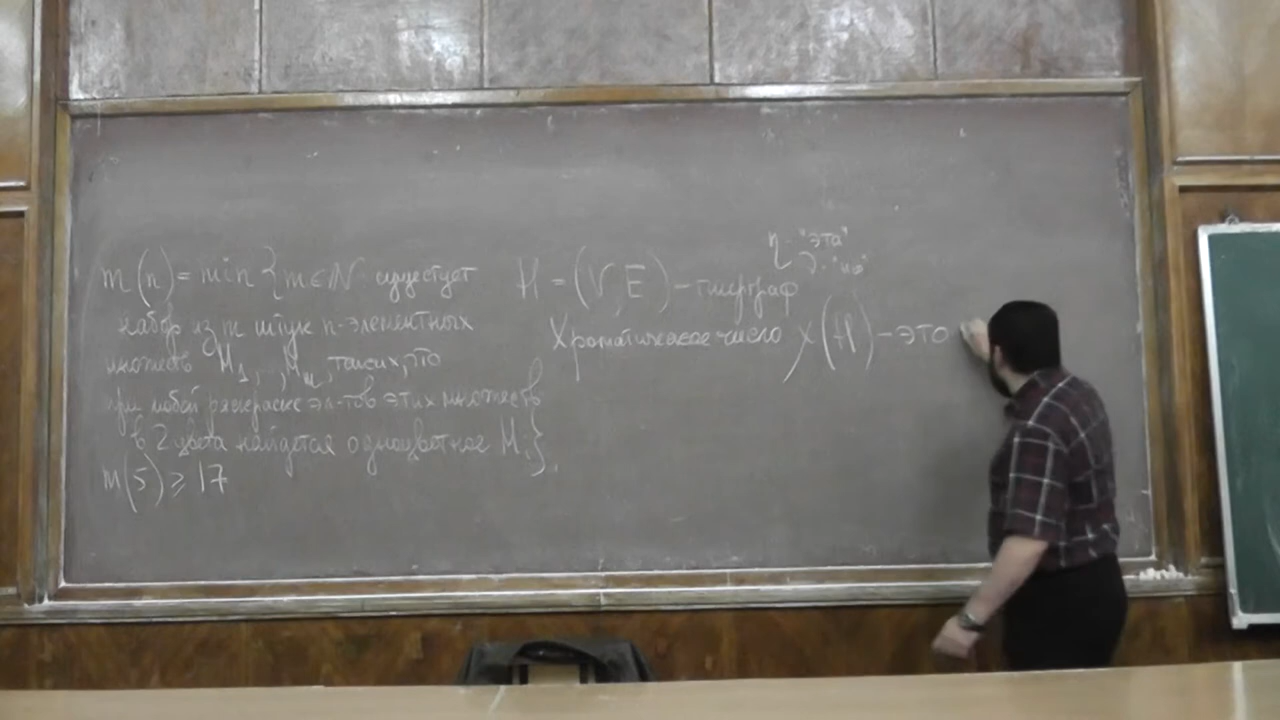 m(n) = min { m ∈ N существует
набор из m штук n-элементных
множеств M₁, , Mₘ, таких, что
при любой раскраске эл-тов этих множеств
в 2 цвета найдется одноцветное Mᵢ}.
m(5) ≥ 17
η - "эта"
H = (V, E) - гиперграф
Хроматическое число χ(H) - это